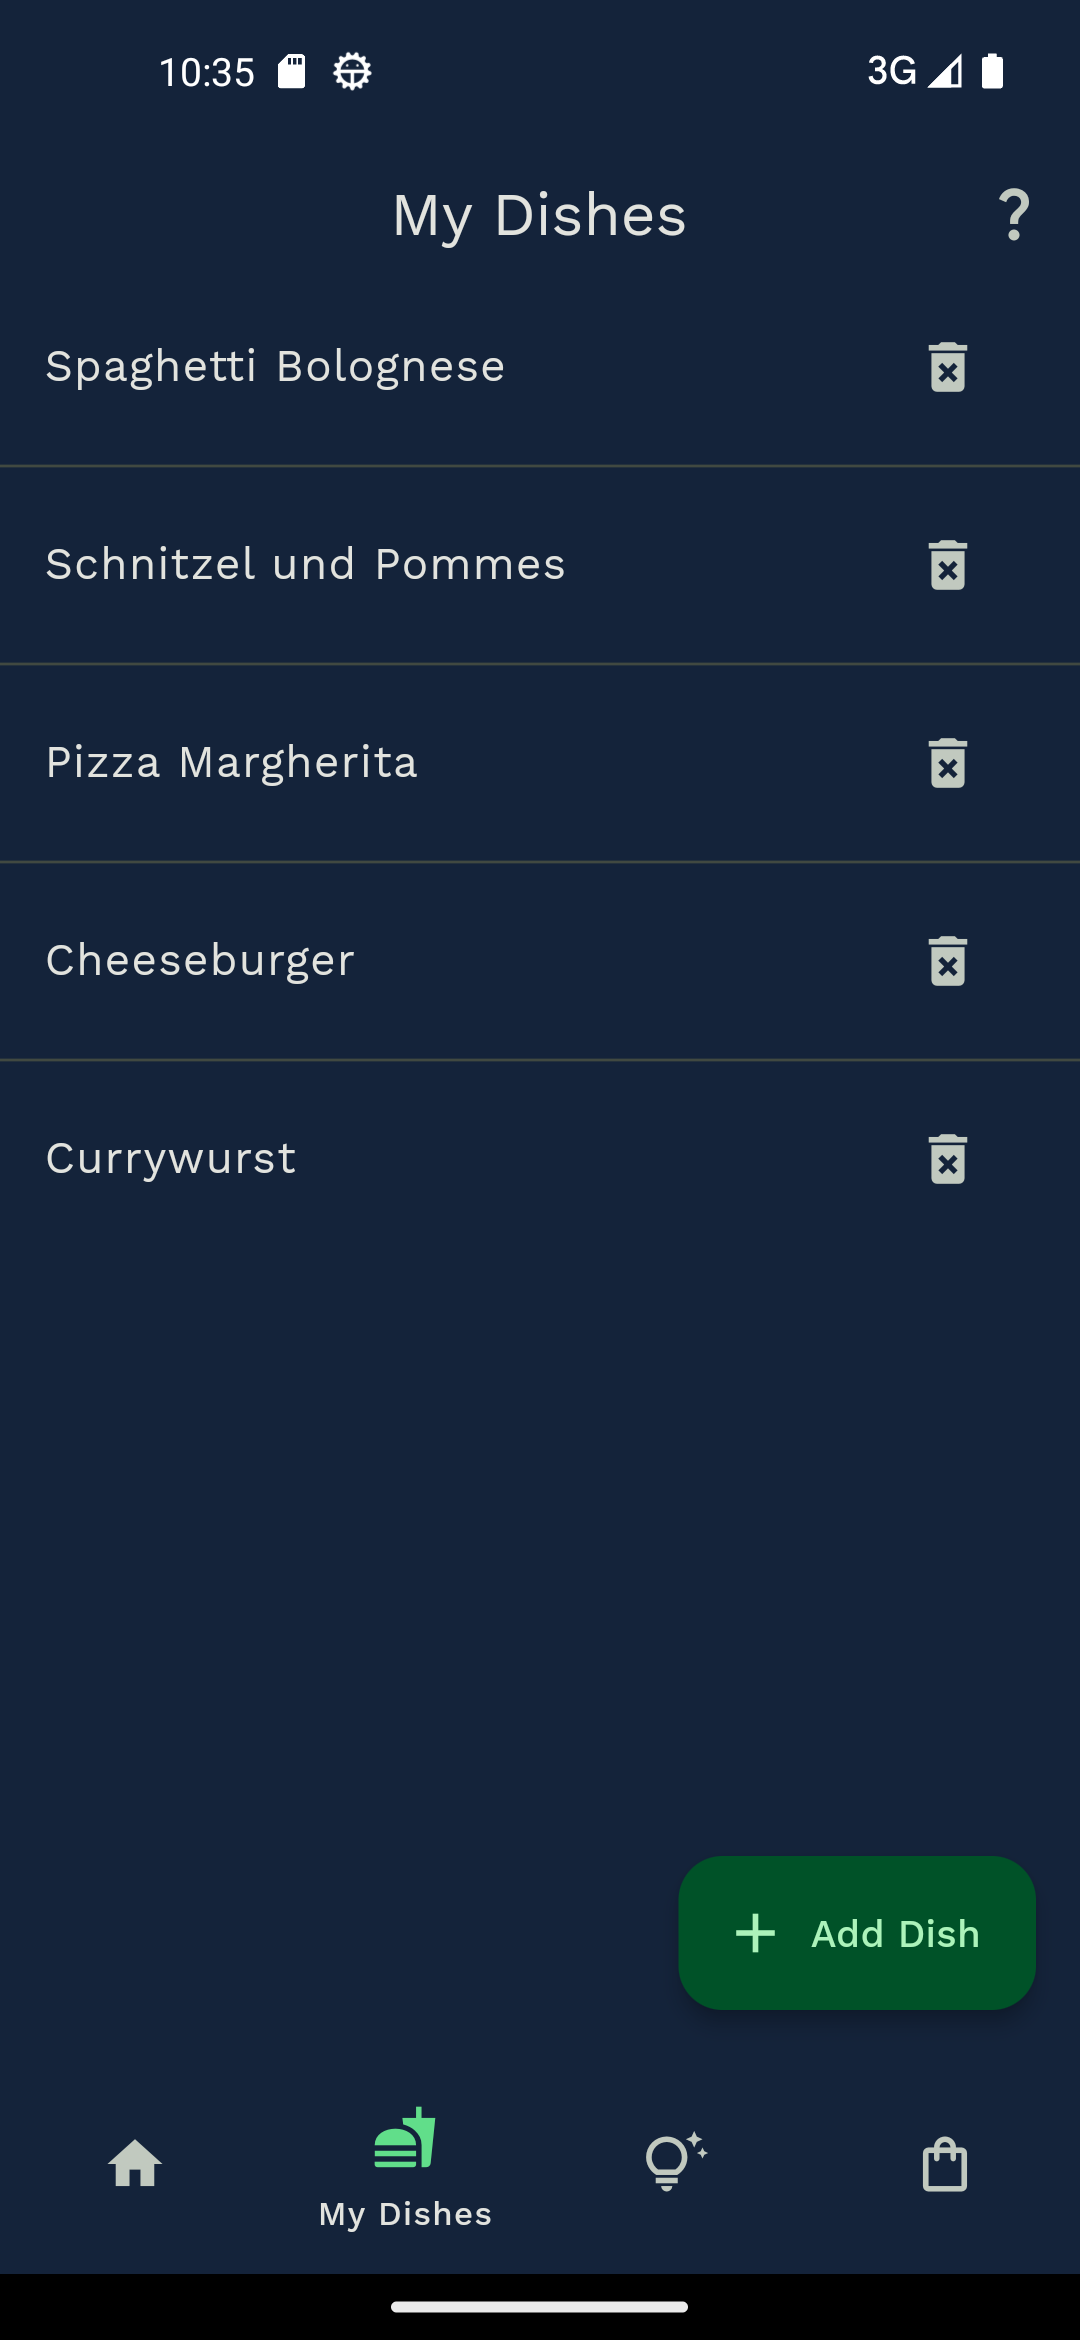 10:35
3G
My Dishes
?
Spaghetti Bolognese
Schnitzel und Pommes
Pizza Margherita
Cheeseburger
Currywurst
+ Add Dish
My Dishes